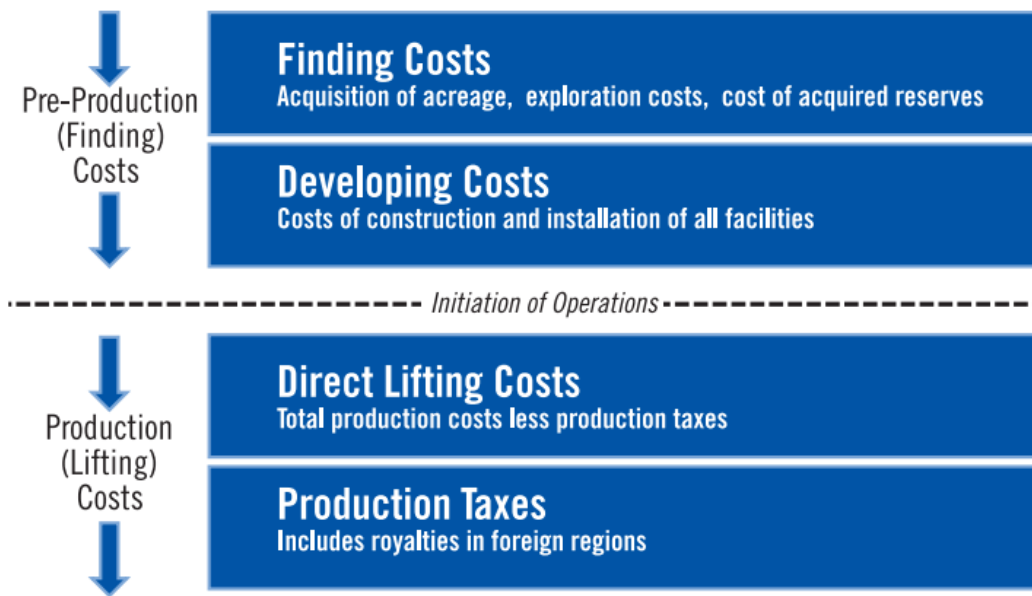 Pre-Production
(Finding)
Costs
Finding Costs
Acquisition of acreage, exploration costs, cost of acquired reserves
Developing Costs
Costs of construction and installation of all facilities
Initiation of Operations
Production
(Lifting)
Costs
Direct Lifting Costs
Total production costs less production taxes
Production Taxes
Includes royalties in foreign regions